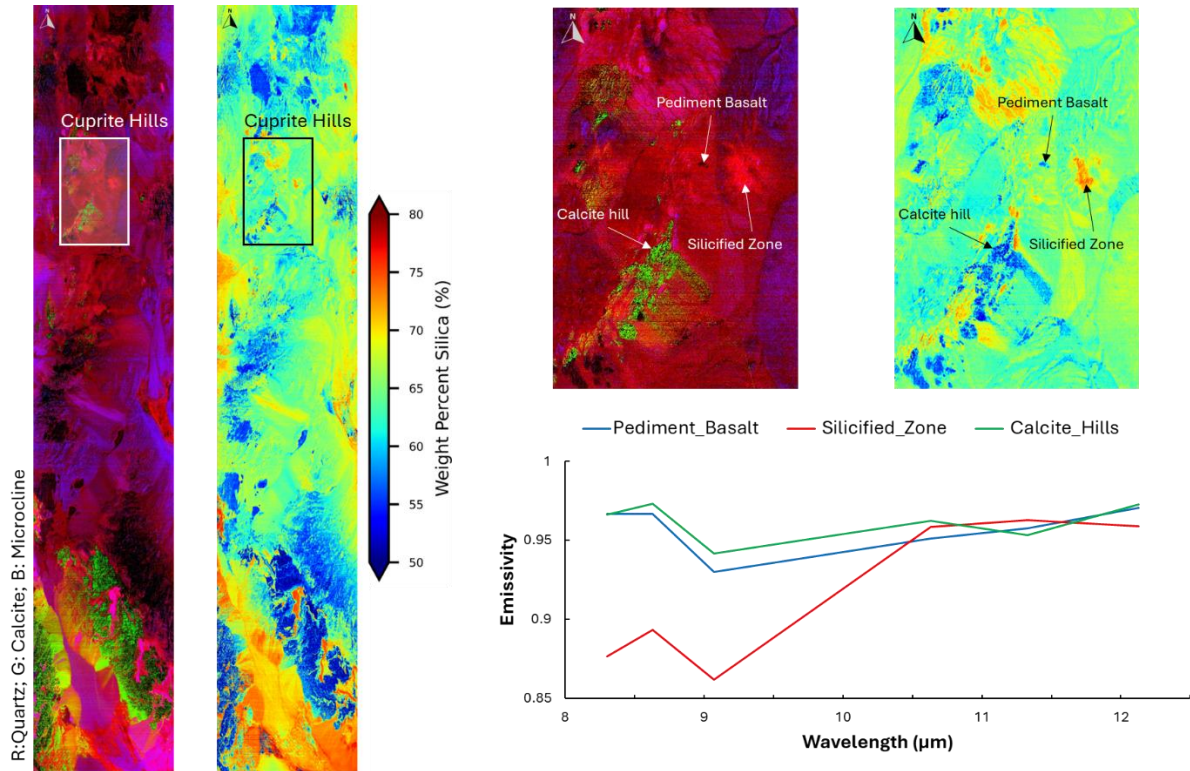 N
N
Cuprite Hills
Cuprite Hills
R:Quartz; G: Calcite; B: Microcline
80
75
70
65
60
55
50
Weight Percent Silica (%)
N
Pediment Basalt
Calcite hill
Silicified Zone
N
Pediment Basalt
Calcite hill
Silicified Zone
Pediment_Basalt
Silicified_Zone
Calcite_Hills
1
0.95
0.9
0.85
Emissivity
8
9
10
11
12
Wavelength (µm)